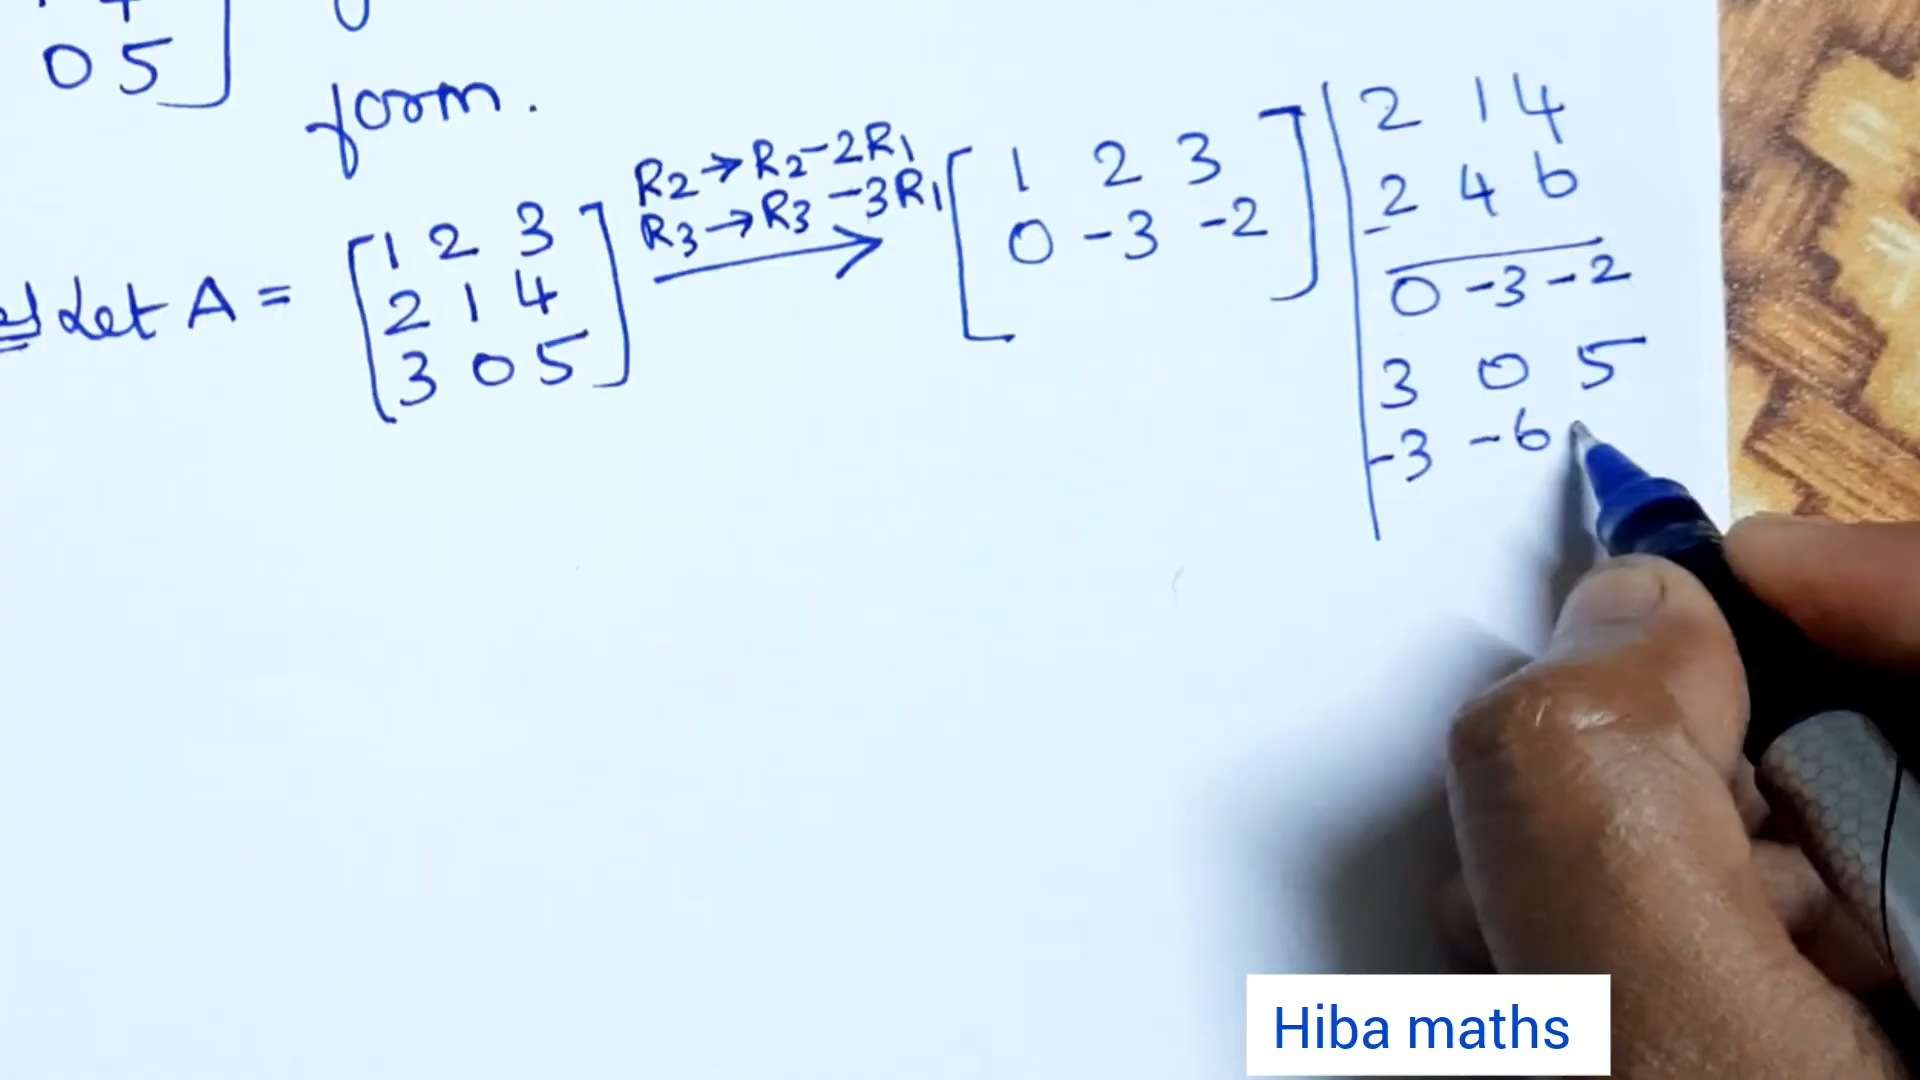 0 5
form.
Let A = [1 2 3
2 1 4
3 0 5]
R2→R2-2R1
R3→R3-3R1
[1 2 3
0 -3 -2]
2 1 4
-2 4 6
0 -3 -2
3 0 5
-3 -6
Hiba maths